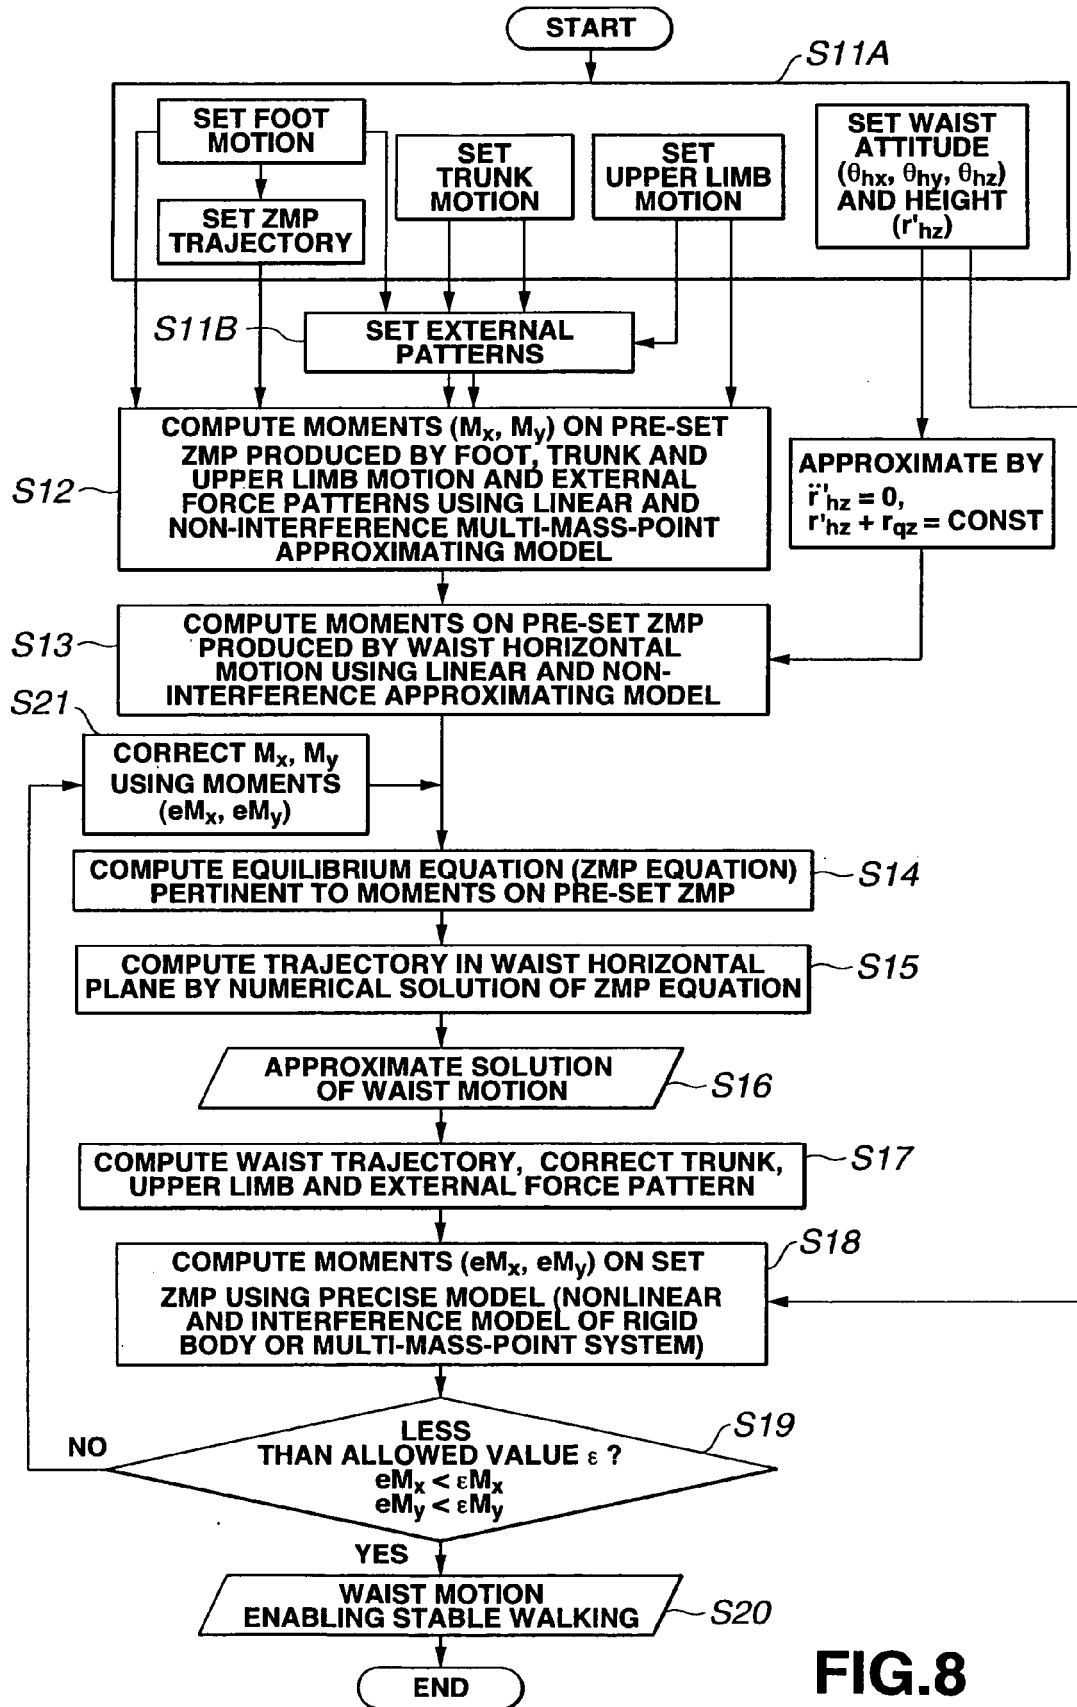 START
S11A
SET FOOT
MOTION
SET ZMP
TRAJECTORY
SET
TRUNK
MOTION
SET
UPPER LIMB
MOTION
SET WAIST
ATTITUDE
(θhx, θhy, θhz)
AND HEIGHT
(r'hz)
S11B
SET EXTERNAL
PATTERNS
S12
COMPUTE MOMENTS (Mx, My) ON PRE-SET
ZMP PRODUCED BY FOOT, TRUNK AND
UPPER LIMB MOTION AND EXTERNAL
FORCE PATTERNS USING LINEAR AND
NON-INTERFERENCE MULTI-MASS-POINT
APPROXIMATING MODEL
APPROXIMATE BY
r̈'hz = 0,
r'hz + rqz = CONST
S13
COMPUTE MOMENTS ON PRE-SET ZMP
PRODUCED BY WAIST HORIZONTAL
MOTION USING LINEAR AND NON-
INTERFERENCE APPROXIMATING MODEL
S21
CORRECT Mx, My
USING MOMENTS
(eMx, eMy)
COMPUTE EQUILIBRIUM EQUATION (ZMP EQUATION)
PERTINENT TO MOMENTS ON PRE-SET ZMP
S14
COMPUTE TRAJECTORY IN WAIST HORIZONTAL
PLANE BY NUMERICAL SOLUTION OF ZMP EQUATION
S15
APPROXIMATE SOLUTION
OF WAIST MOTION
S16
COMPUTE WAIST TRAJECTORY, CORRECT TRUNK,
UPPER LIMB AND EXTERNAL FORCE PATTERN
S17
COMPUTE MOMENTS (eMx, eMy) ON SET
ZMP USING PRECISE MODEL (NONLINEAR
AND INTERFERENCE MODEL OF RIGID
BODY OR MULTI-MASS-POINT SYSTEM)
S18
LESS
THAN ALLOWED VALUE ε ?
eMx < εMx
eMy < εMy
S19
NO
YES
WAIST MOTION
ENABLING STABLE WALKING
S20
END
FIG.8